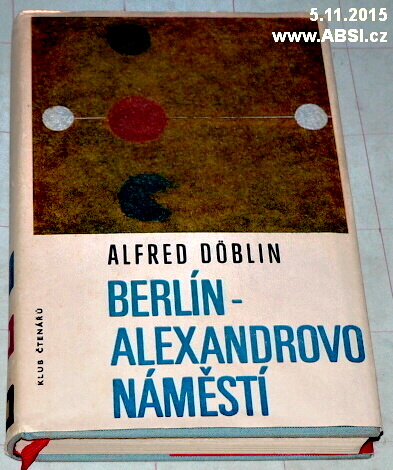 5.11.2015
www.ABSI.cz
ALFRED DÖBLIN
BERLÍN-
ALEXANDROVO
NÁMĚSTÍ
KLUB ČTENÁŘŮ